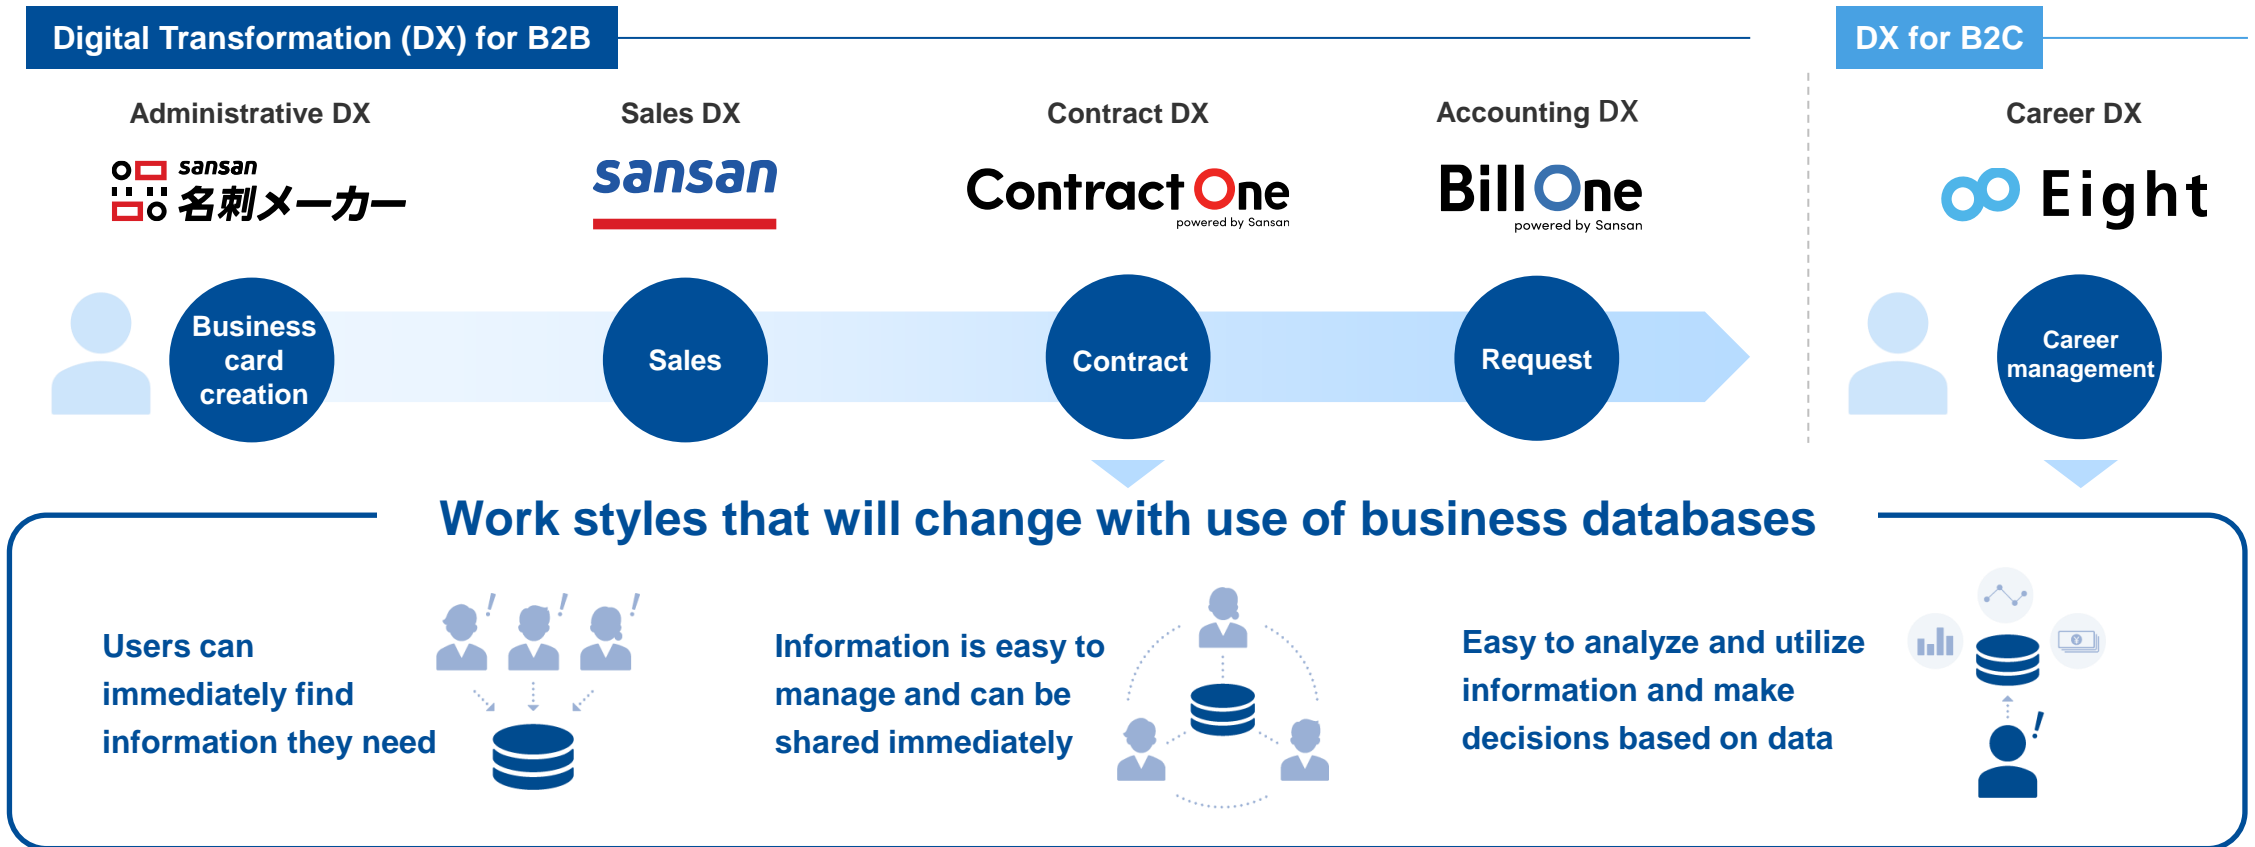 Digital Transformation (DX) for B2B
DX for B2C
Administrative DX
Sales DX
Contract DX
Accounting DX
Career DX
sansan
名刺メーカー
sansan
Contract One
powered by Sansan
Bill One
powered by Sansan
Eight
Business
card
creation
Sales
Contract
Request
Career
management
Work styles that will change with use of business databases
Users can
immediately find
information they need
Information is easy to
manage and can be
shared immediately
Easy to analyze and utilize
information and make
decisions based on data